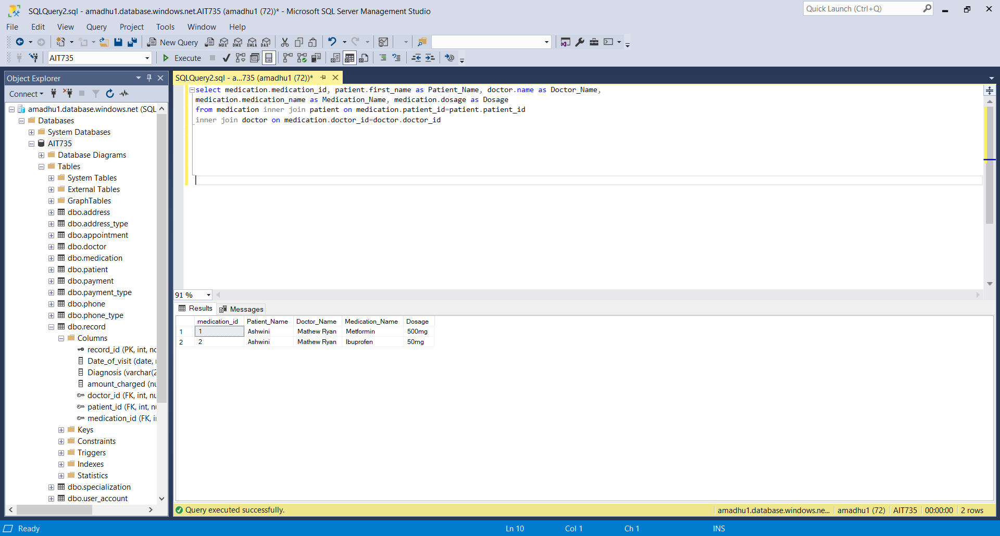 SQLQuery2.sql - amadhu1.database.windows.net.AIT735 (amadhu1 (72))* - Microsoft SQL Server Management Studio
Quick Launch (Ctrl+Q)
File Edit View Query Project Tools Window Help
New Query MDX DMX XMLA DAX
AIT735 Execute
Object Explorer
Connect
amadhu1.database.windows.net (SQL
Databases
System Databases
AIT735
Database Diagrams
Tables
System Tables
External Tables
GraphTables
dbo.address
dbo.address_type
dbo.appointment
dbo.doctor
dbo.medication
dbo.patient
dbo.payment
dbo.payment_type
dbo.phone
dbo.phone_type
dbo.record
Columns
record_id (PK, int, no
Date_of_visit (date, n
Diagnosis (varchar(2
amount_charged (nu
doctor_id (FK, int, nu
patient_id (FK, int, nu
medication_id (FK, in
Keys
Constraints
Triggers
Indexes
Statistics
dbo.specialization
dbo.user_account
SQLQuery2.sql - a...735 (amadhu1 (72))*
select medication.medication_id, patient.first_name as Patient_Name, doctor.name as Doctor_Name,
medication.medication_name as Medication_Name, medication.dosage as Dosage
from medication inner join patient on medication.patient_id=patient.patient_id
inner join doctor on medication.doctor_id=doctor.doctor_id
91 %
Results Messages
medication_id Patient_Name Doctor_Name Medication_Name Dosage
1 1 Ashwini Mathew Ryan Metformin 500mg
2 2 Ashwini Mathew Ryan Ibuprofen 50mg
Query executed successfully. amadhu1.database.windows.ne... amadhu1 (72) AIT735 00:00:00 2 rows
Ready Ln 10 Col 1 Ch 1 INS